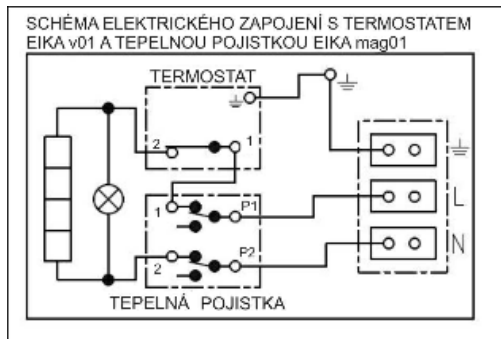 SCHÉMA ELEKTRICKÉHO ZAPOJENÍ S TERMOSTATEM
EIKA v01 A TEPELNOU POJISTKOU EIKA mag01
TERMOSTAT
2 1
1 P1 L
P2 N
2
TEPELNÁ POJISTKA